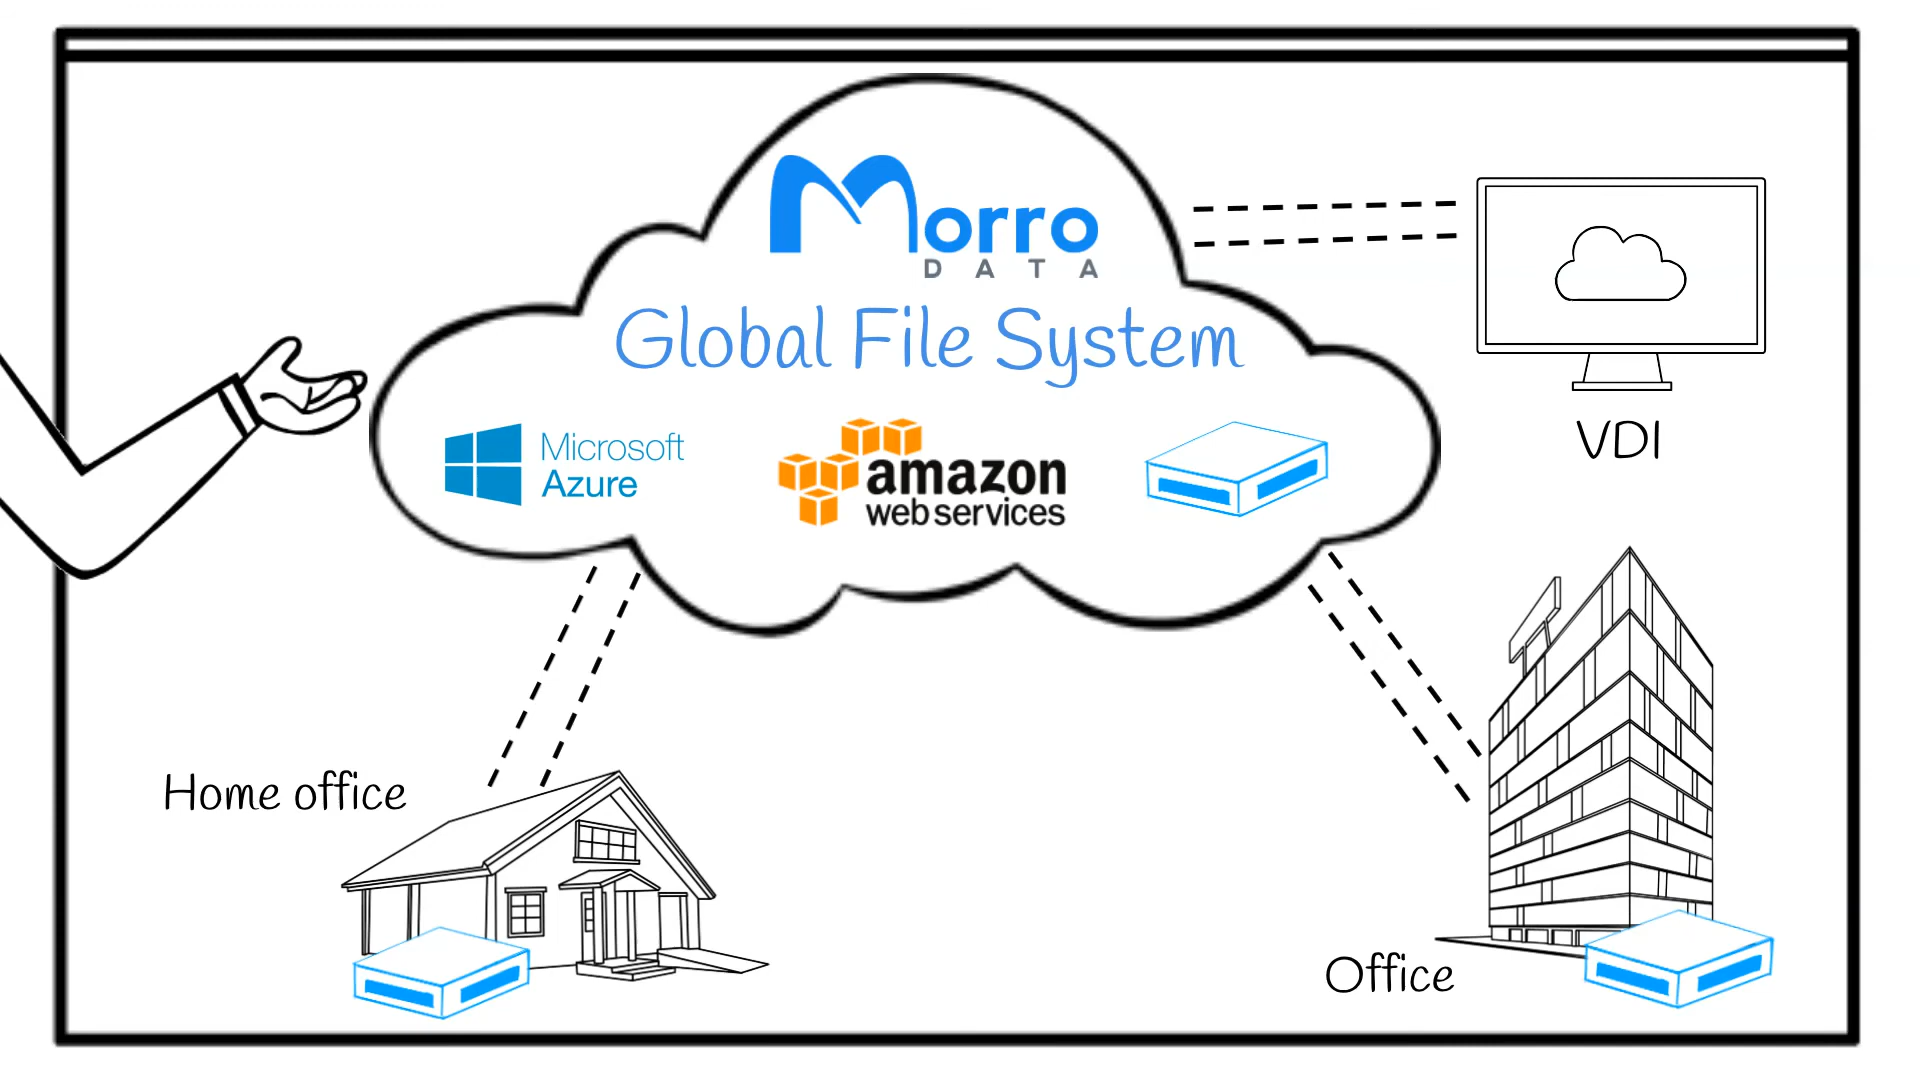 Morro
DATA
Global File System
Microsoft
Azure
amazon
web services
VDI
Home office
Office